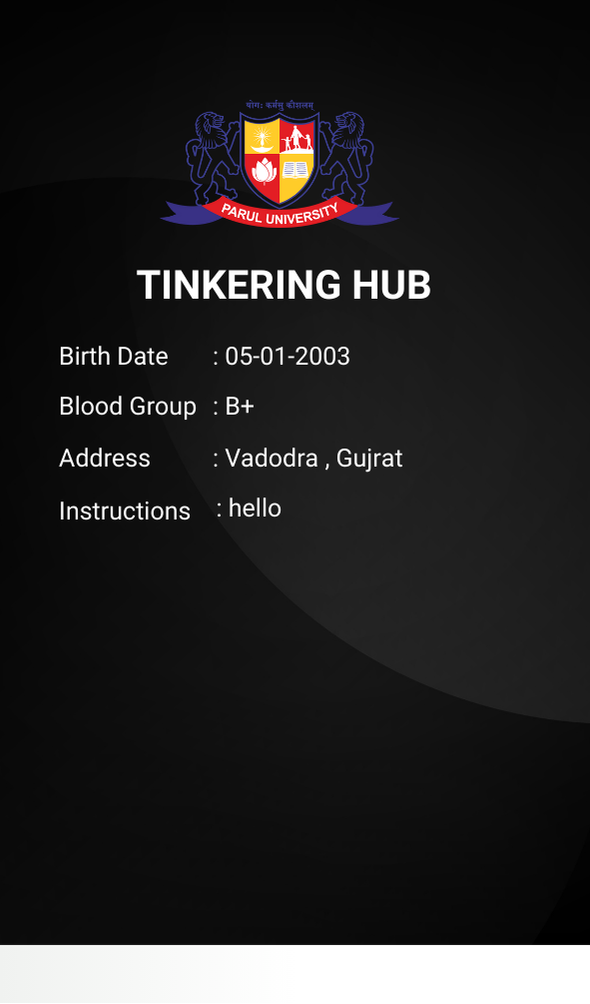 योगः कर्मसु कौशलम्
PARUL UNIVERSITY
TINKERING HUB
Birth Date : 05-01-2003
Blood Group : B+
Address : Vadodra , Gujrat
Instructions : hello